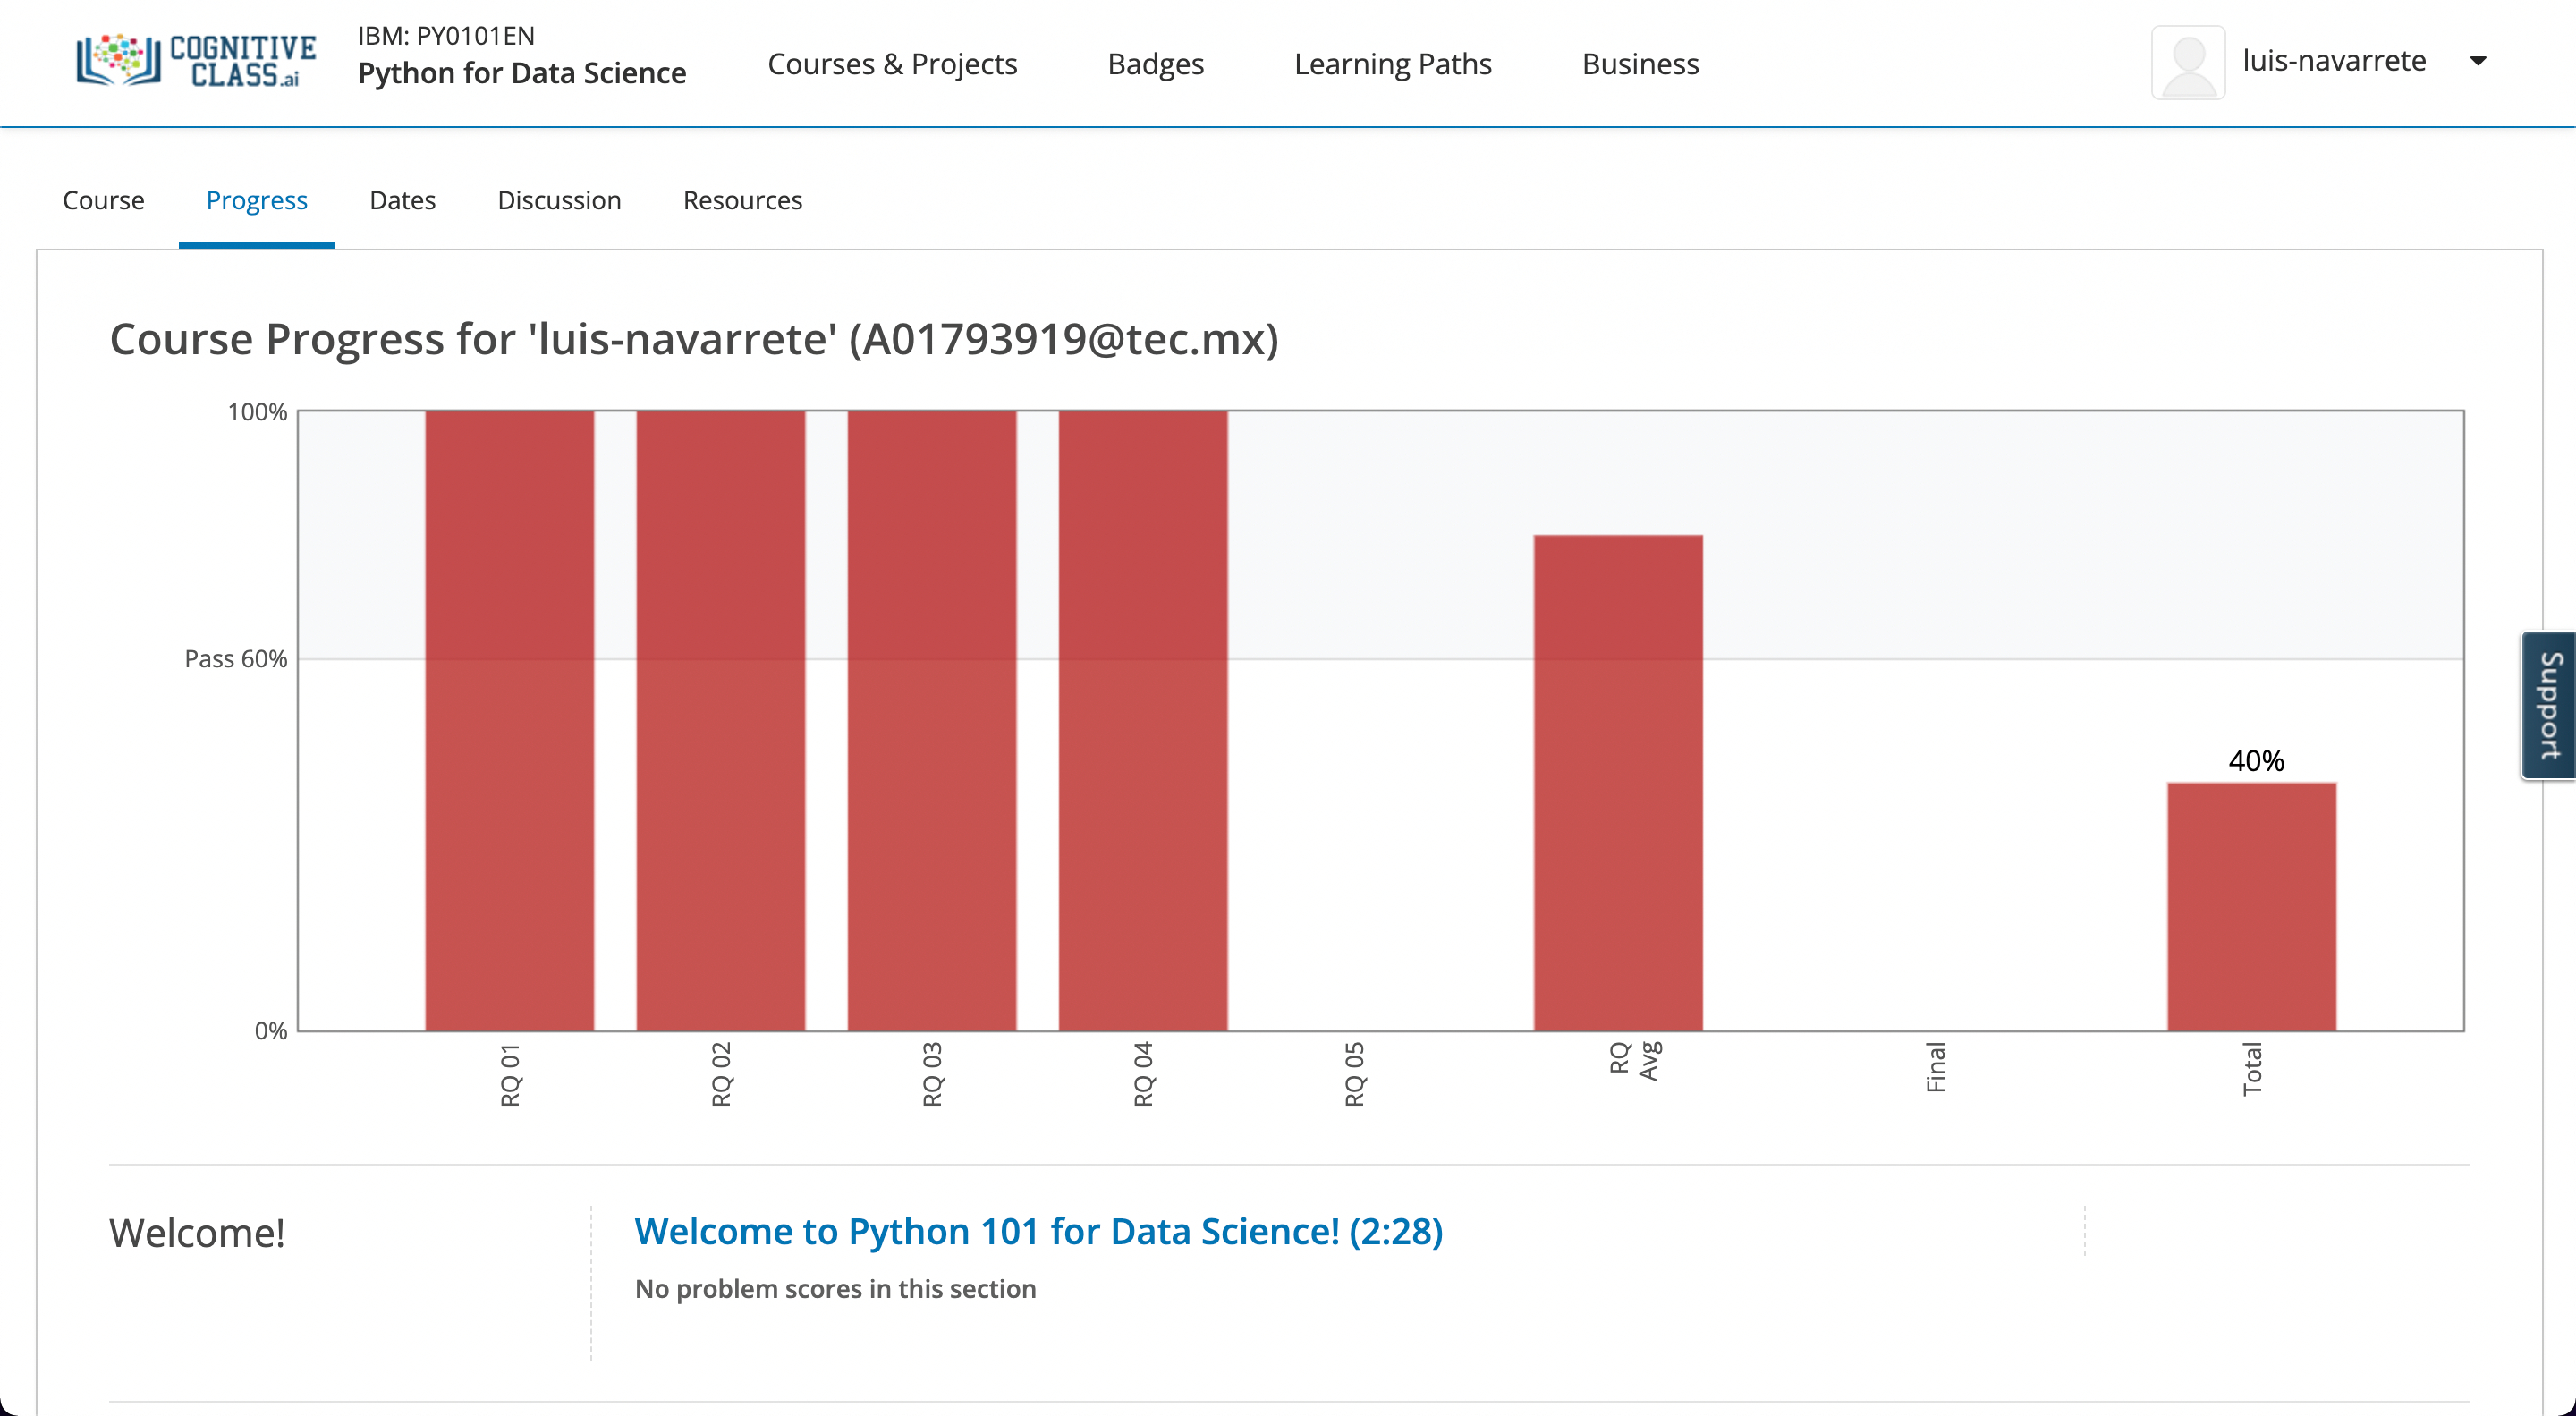 COGNITIVE
CLASS.ai
IBM: PY0101EN
Python for Data Science
Courses & Projects
Badges
Learning Paths
Business
luis-navarrete
Course
Progress
Dates
Discussion
Resources
Course Progress for 'luis-navarrete' (A01793919@tec.mx)
100%
Pass 60%
0%
40%
RQ 01
RQ 02
RQ 03
RQ 04
RQ 05
RQ
Avg
Final
Total
Support
Welcome!
Welcome to Python 101 for Data Science! (2:28)
No problem scores in this section